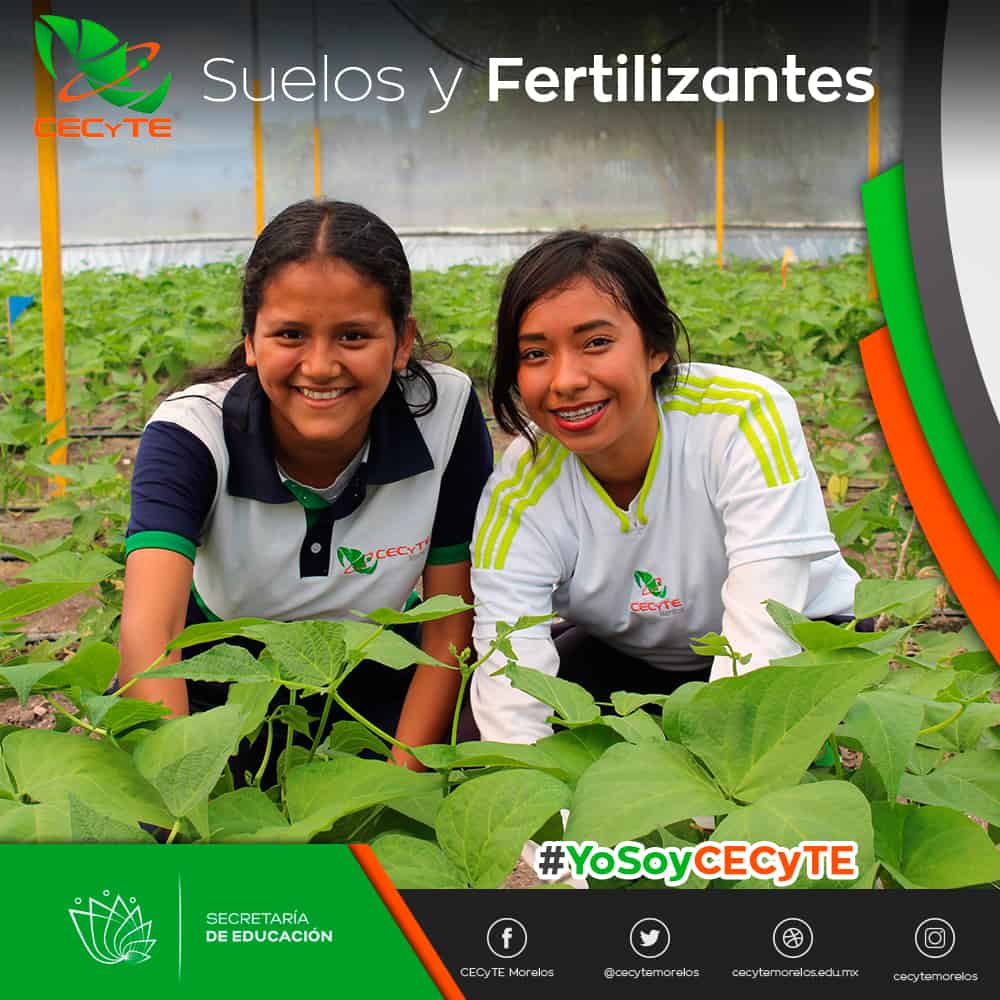 CECyTE
Suelos y Fertilizantes
CECyTE
CECyTE
#YoSoyCECyTE
SECRETARÍA
DE EDUCACIÓN
CECyTE Morelos
@cecytemorelos
cecytemorelos.edu.mx
cecytemorelos